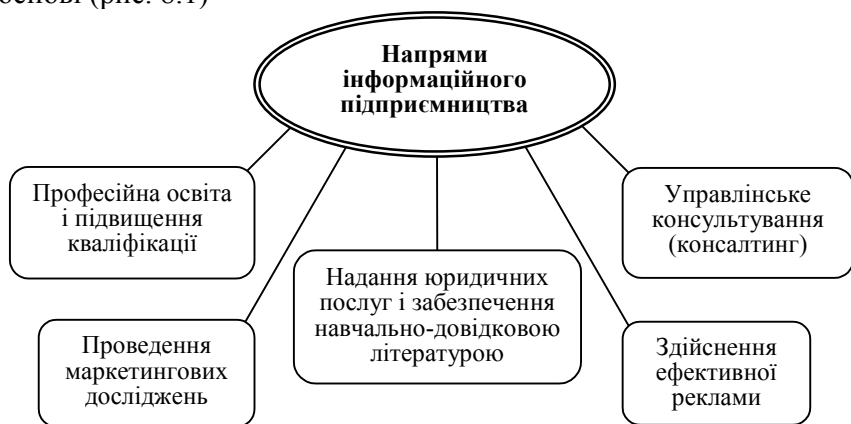 основі (рис. 6.1)
Напрями
інформаційного
підприємництва
Професійна освіта
і підвищення
кваліфікації
Управлінське
консультування
(консалтинг)
Надання юридичних
послуг і забезпечення
навчально-довідковою
літературою
Проведення
маркетингових
досліджень
Здійснення
ефективної
реклами